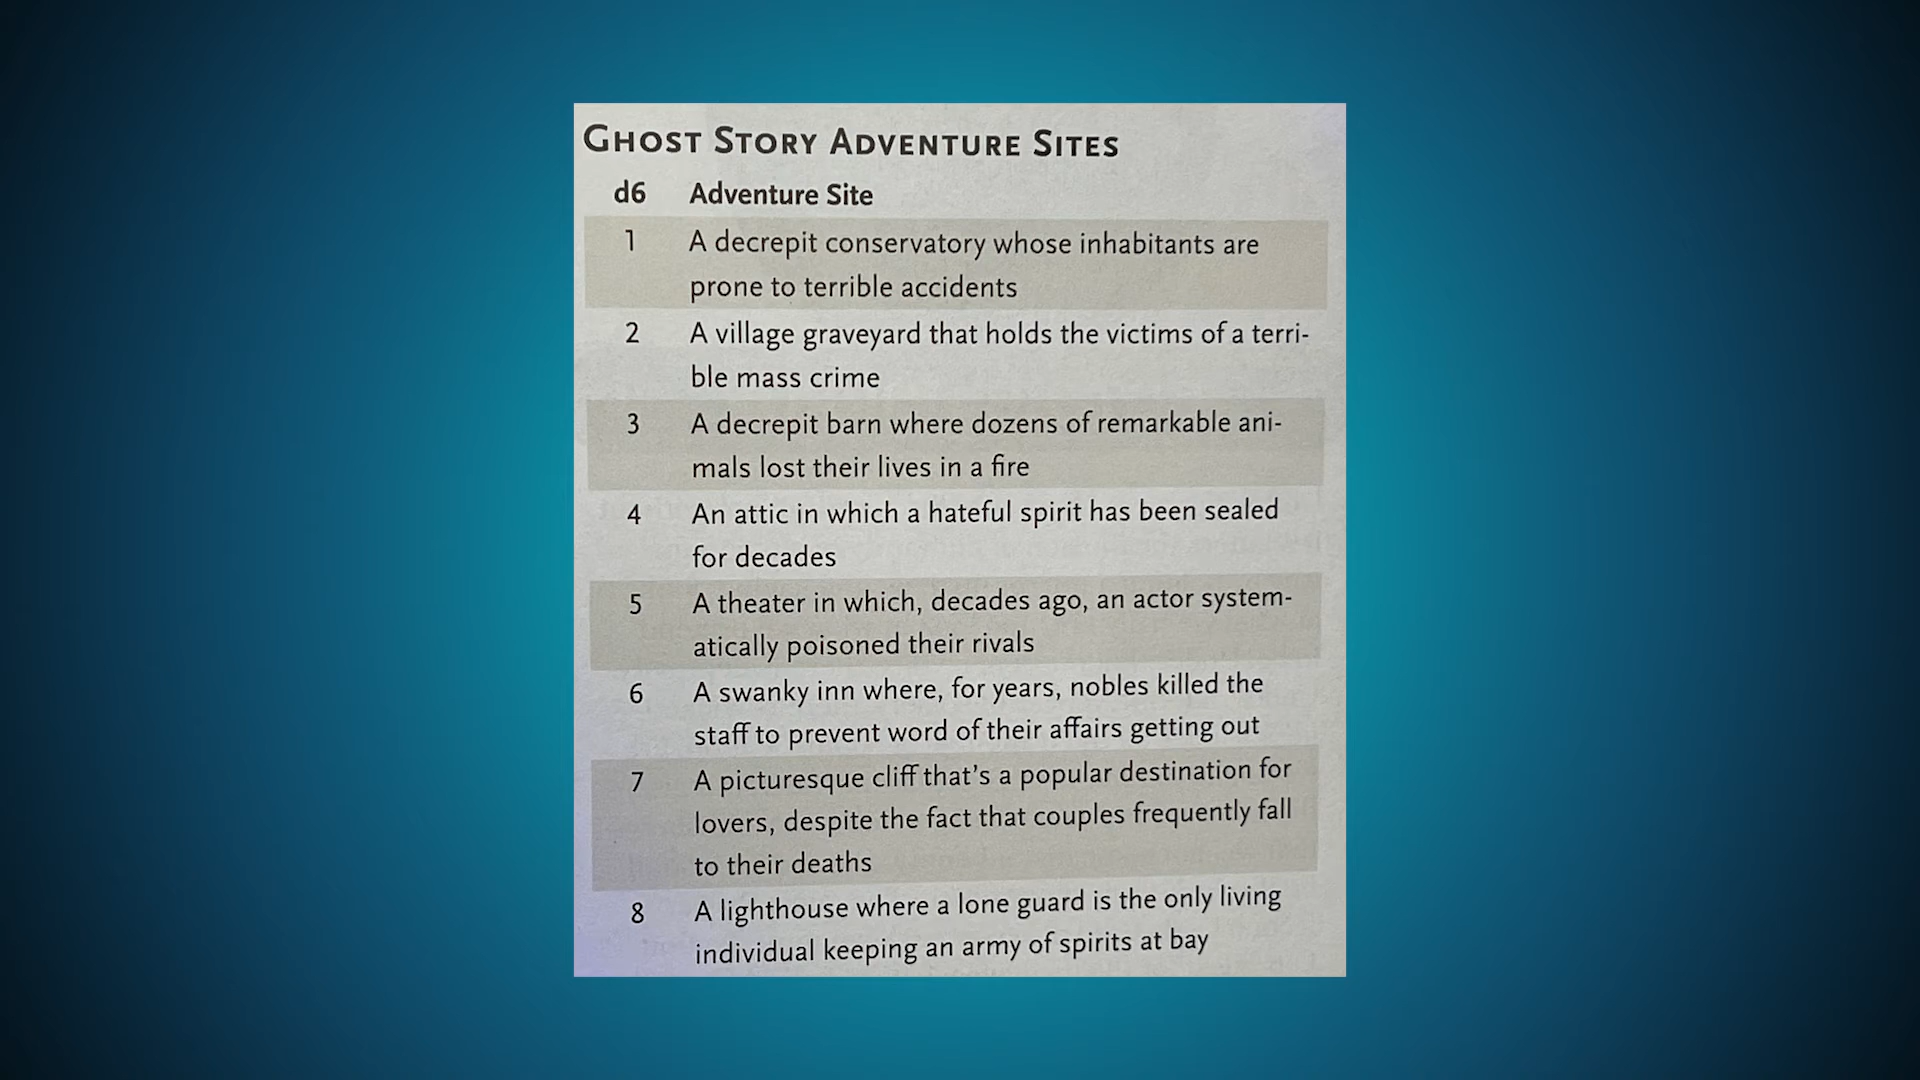 Ghost Story Adventure Sites
d6 Adventure Site
1 A decrepit conservatory whose inhabitants are
prone to terrible accidents
2 A village graveyard that holds the victims of a terri-
ble mass crime
3 A decrepit barn where dozens of remarkable ani-
mals lost their lives in a fire
4 An attic in which a hateful spirit has been sealed
for decades
5 A theater in which, decades ago, an actor system-
atically poisoned their rivals
6 A swanky inn where, for years, nobles killed the
staff to prevent word of their affairs getting out
7 A picturesque cliff that's a popular destination for
lovers, despite the fact that couples frequently fall
to their deaths
8 A lighthouse where a lone guard is the only living
individual keeping an army of spirits at bay